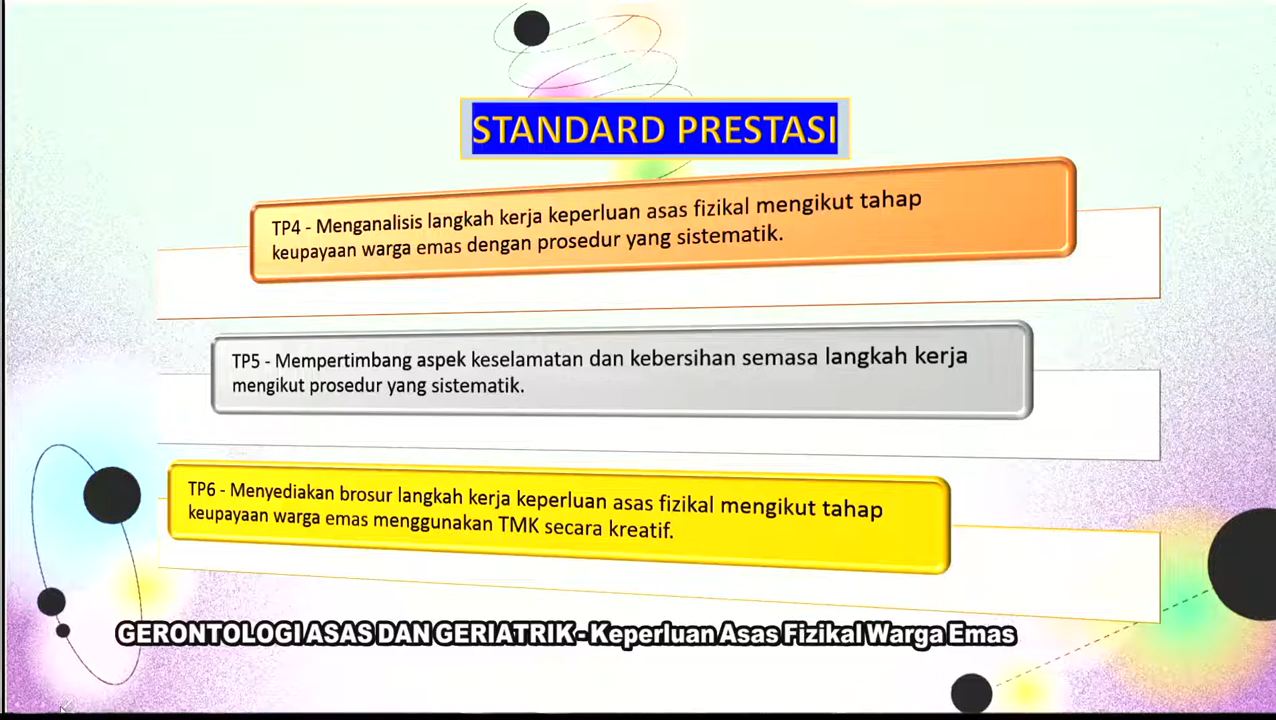 STANDARD PRESTASI
TP4 - Menganalisis langkah kerja keperluan asas fizikal mengikut tahap
keupayaan warga emas dengan prosedur yang sistematik.
TP5 - Mempertimbang aspek keselamatan dan kebersihan semasa langkah kerja
mengikut prosedur yang sistematik.
TP6 - Menyediakan brosur langkah kerja keperluan asas fizikal mengikut tahap
keupayaan warga emas menggunakan TMK secara kreatif.
GERONTOLOGI ASAS DAN GERIATRIK - Keperluan Asas Fizikal Warga Emas